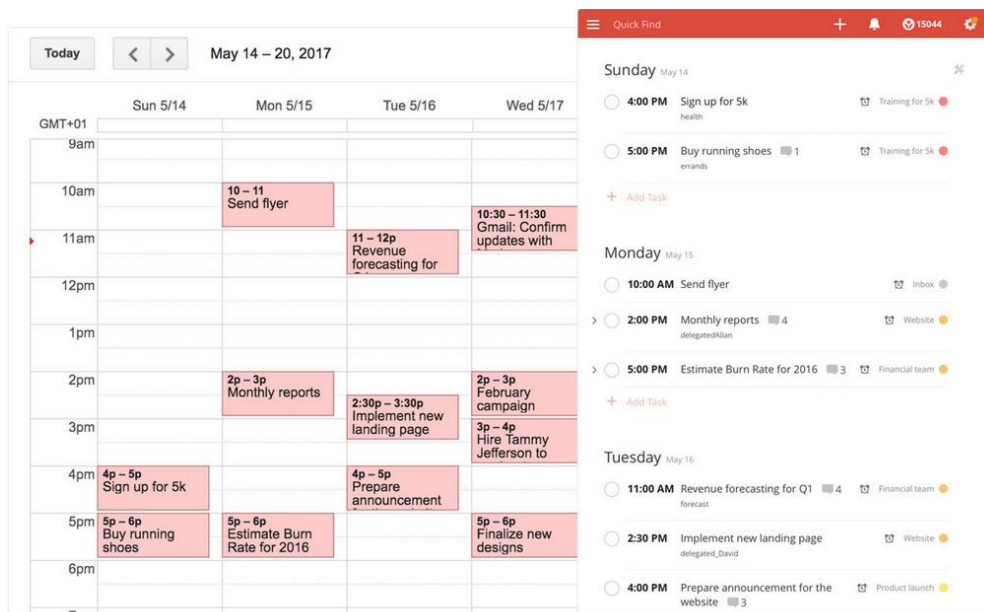 Today
May 14 – 20, 2017
Sun 5/14
Mon 5/15
Tue 5/16
Wed 5/17
GMT+01
9am
10am
11am
12pm
1pm
2pm
3pm
4pm
5pm
6pm
4p – 5p
Sign up for 5k
5p – 6p
Buy running
shoes
10 – 11
Send flyer
2p – 3p
Monthly reports
5p – 6p
Estimate Burn
Rate for 2016
11 – 12p
Revenue
forecasting for
2:30p – 3:30p
Implement new
landing page
4p – 5p
Prepare
announcement
10:30 – 11:30
Gmail: Confirm
updates with
2p – 3p
February
campaign
3p – 4p
Hire Tammy
Jefferson to
5p – 6p
Finalize new
designs
Quick Find
15044
Sunday May 14
4:00 PM Sign up for 5k Training for 5k
health
5:00 PM Buy running shoes 1 Training for 5k
errands
+ Add Task
Monday May 15
10:00 AM Send flyer Inbox
2:00 PM Monthly reports 4 Website
delegatedAllan
5:00 PM Estimate Burn Rate for 2016 3 Financial team
+ Add Task
Tuesday May 16
11:00 AM Revenue forecasting for Q1 4 Financial team
forecast
2:30 PM Implement new landing page Website
delegated_David
4:00 PM Prepare announcement for the Product launch
website 3